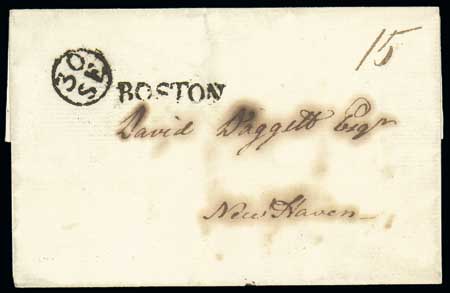 15
30
SE
BOSTON
David Daggett Esqr
New Haven